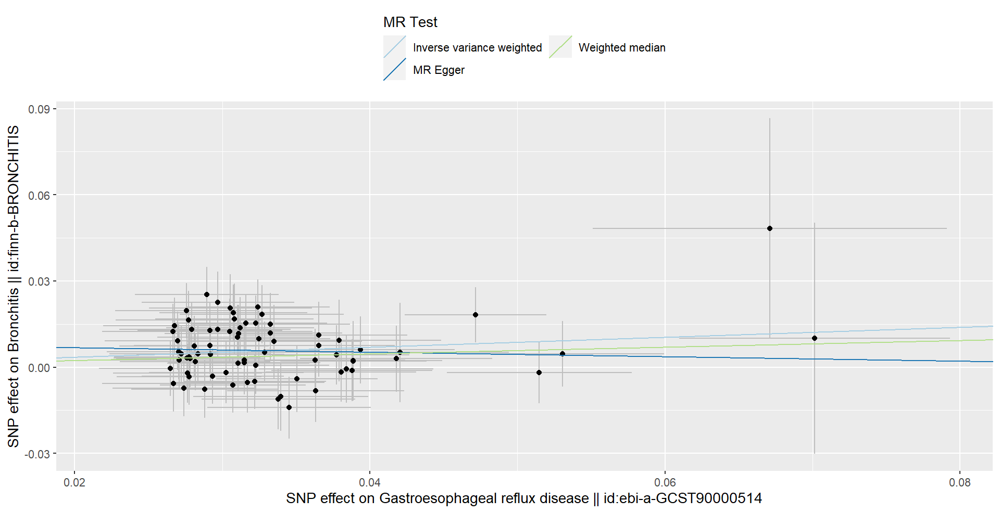 MR Test
Inverse variance weighted
Weighted median
MR Egger
0.09
0.06
0.03
0.00
-0.03
SNP effect on Bronchitis || id:finn-b-BRONCHITIS
0.02
0.04
0.06
0.08
SNP effect on Gastroesophageal reflux disease || id:ebi-a-GCST90000514